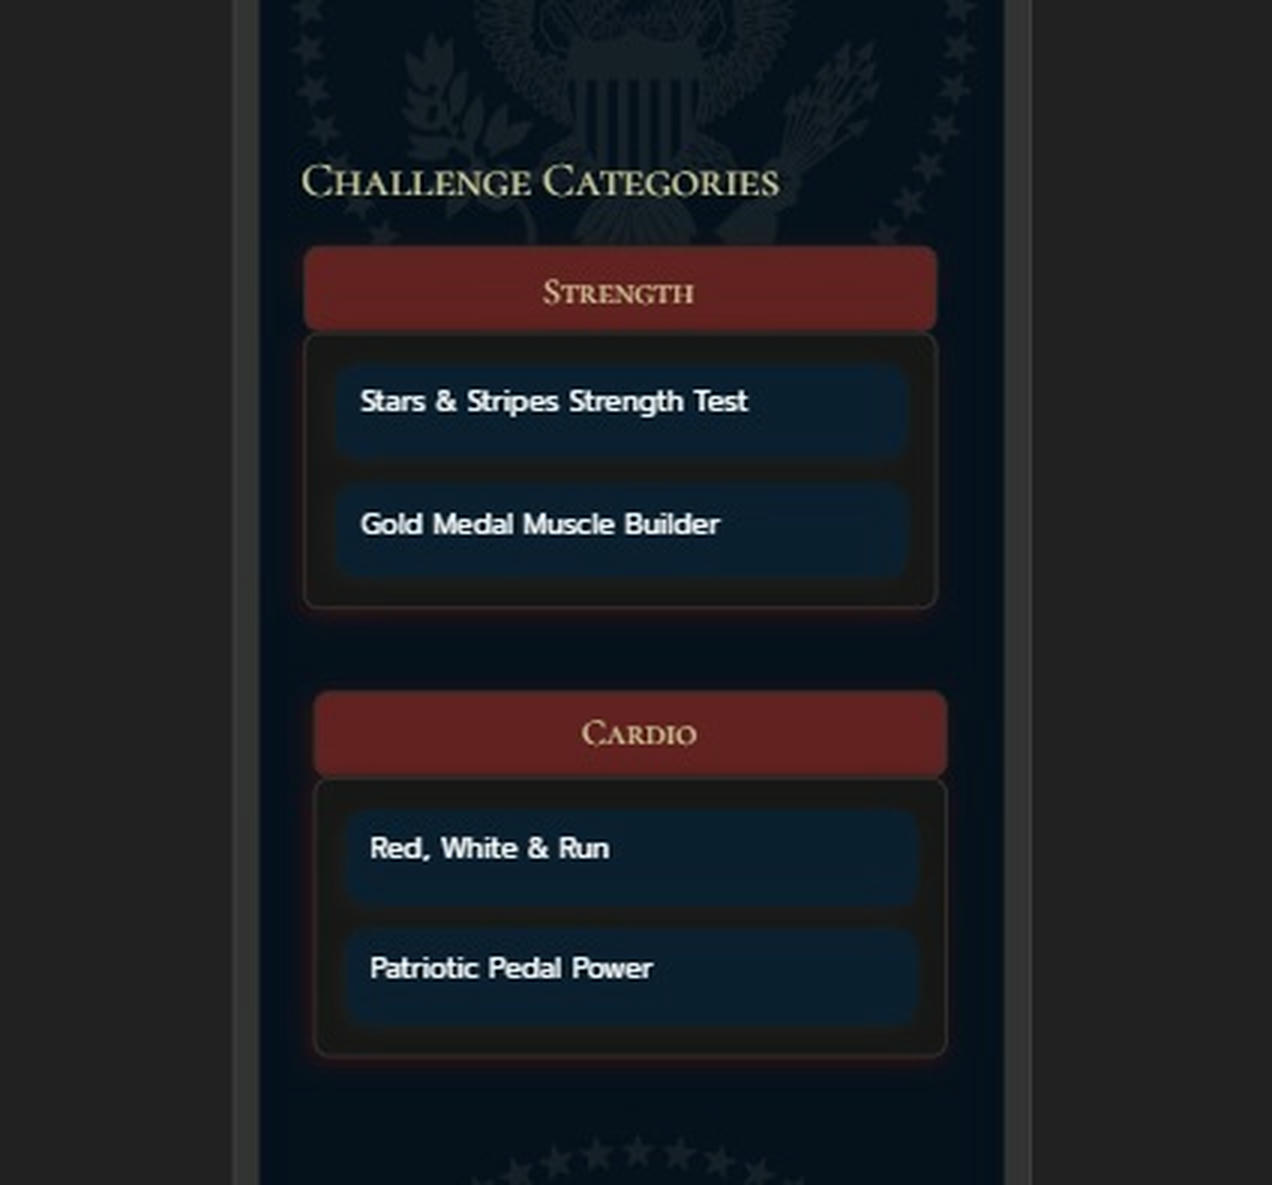 Challenge Categories
Strength
Stars & Stripes Strength Test
Gold Medal Muscle Builder
Cardio
Red, White & Run
Patriotic Pedal Power